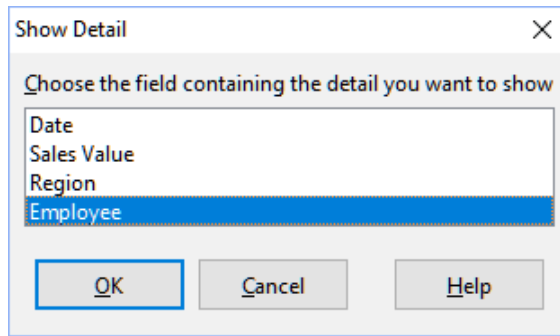 Show Detail
Choose the field containing the detail you want to show
Date
Sales Value
Region
Employee
OK
Cancel
Help